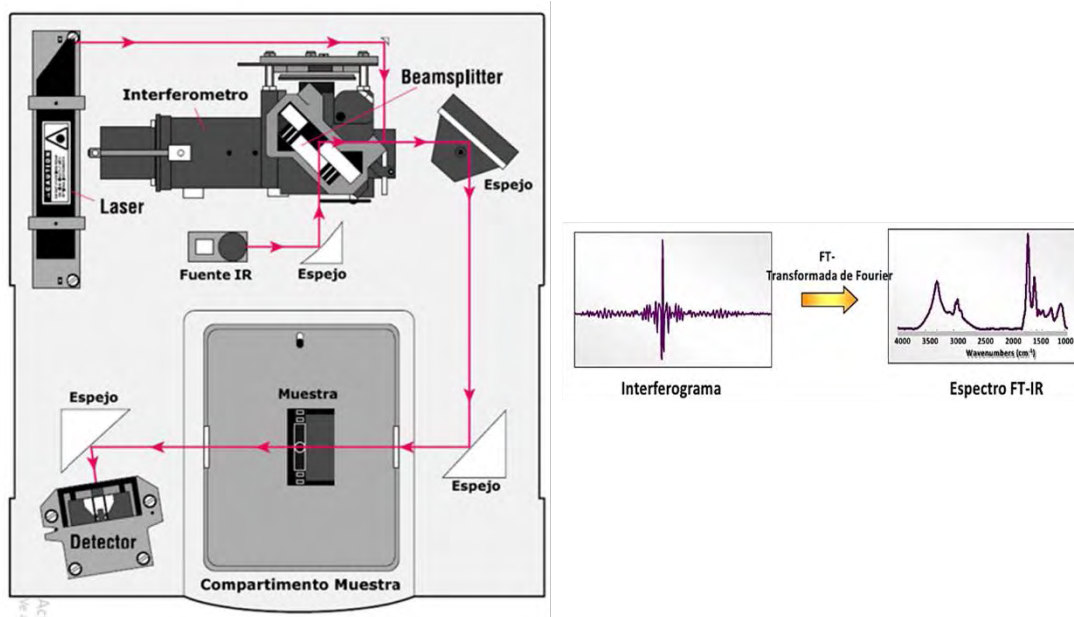 Interferometro
Beamsplitter
Espejo
CAUTION
Laser
Fuente IR
Espejo
Espejo
Muestra
Espejo
Detector
Compartimento Muestra
FT-
Transformada de Fourier
4000 3500 3000 2000 1500 1000
Wavenumbers (cm-1)
Interferograma
Espectro FT-IR